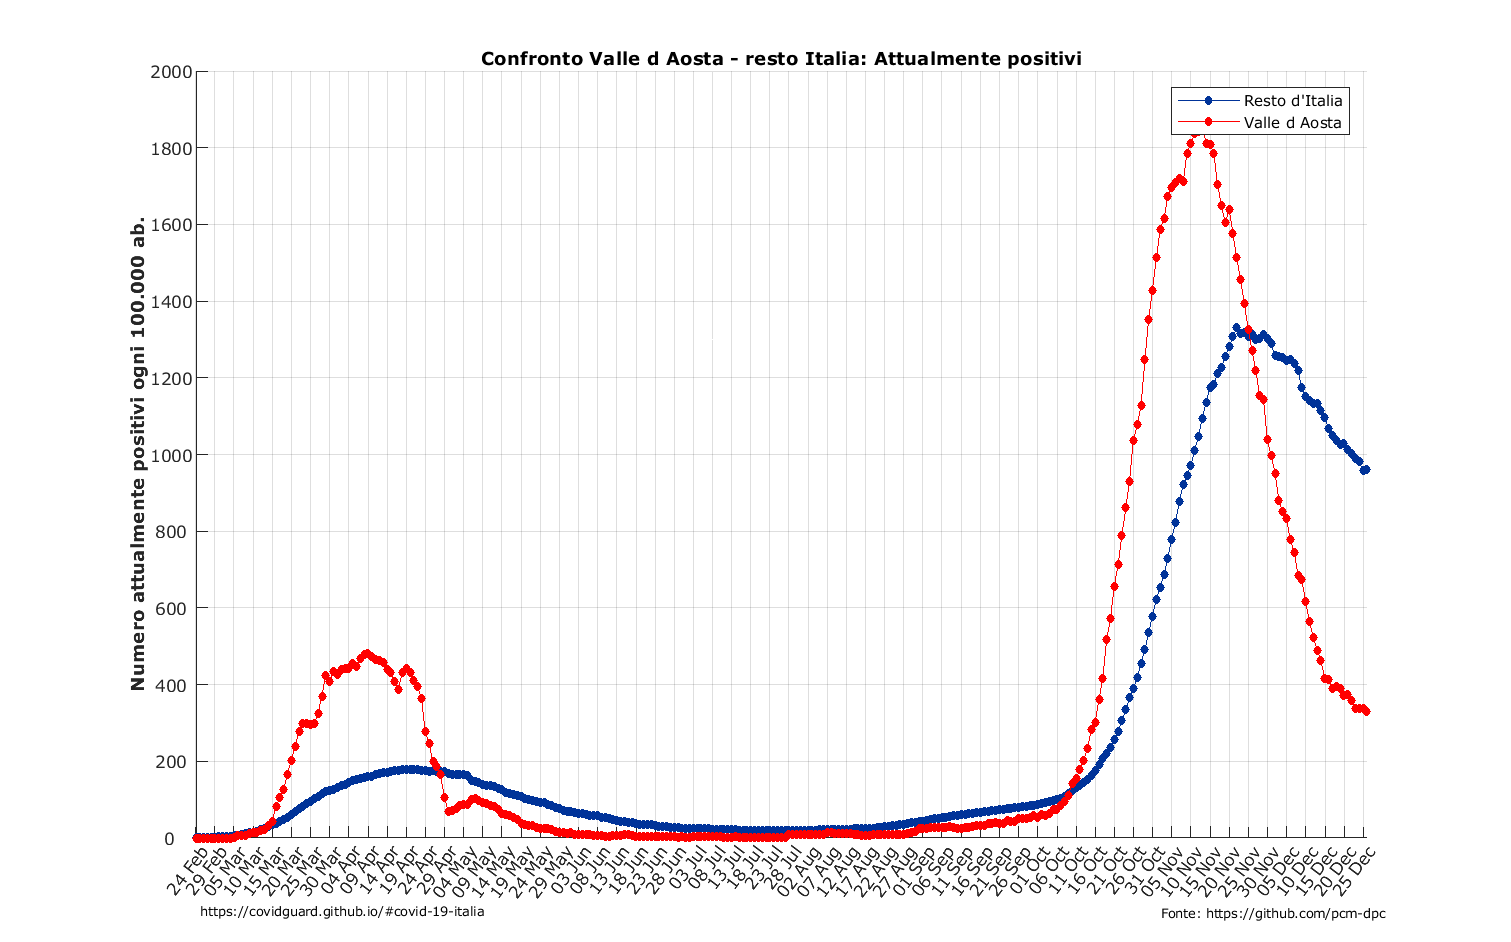 Confronto Valle d Aosta - resto Italia: Attualmente positivi
Resto d'Italia
Valle d Aosta
Numero attualmente positivi ogni 100.000 ab.
2000
1800
1600
1400
1200
1000
800
600
400
200
0
24 Feb
29 Feb
05 Mar
10 Mar
15 Mar
20 Mar
25 Mar
30 Mar
04 Apr
09 Apr
14 Apr
19 Apr
24 Apr
29 Apr
04 May
09 May
14 May
19 May
24 May
29 May
03 Jun
08 Jun
13 Jun
18 Jun
23 Jun
28 Jun
03 Jul
08 Jul
13 Jul
18 Jul
23 Jul
28 Jul
02 Aug
07 Aug
12 Aug
17 Aug
22 Aug
27 Aug
01 Sep
06 Sep
11 Sep
16 Sep
21 Sep
26 Sep
01 Oct
06 Oct
11 Oct
16 Oct
21 Oct
26 Oct
31 Oct
05 Nov
10 Nov
15 Nov
20 Nov
25 Nov
30 Nov
05 Dec
10 Dec
15 Dec
20 Dec
25 Dec
https://covidguard.github.io/#covid-19-italia
Fonte: https://github.com/pcm-dpc